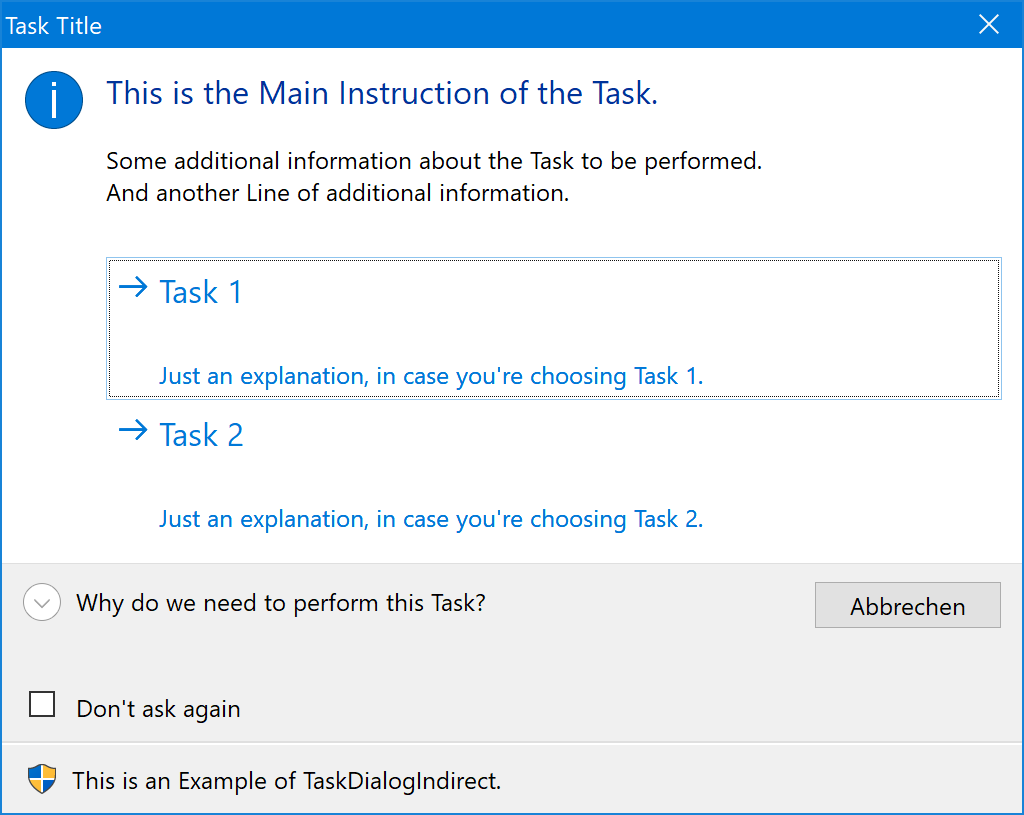 Task Title
This is the Main Instruction of the Task.
Some additional information about the Task to be performed.
And another Line of additional information.
Task 1
Just an explanation, in case you're choosing Task 1.
Task 2
Just an explanation, in case you're choosing Task 2.
Why do we need to perform this Task?
Abbrechen
Don't ask again
This is an Example of TaskDialogIndirect.